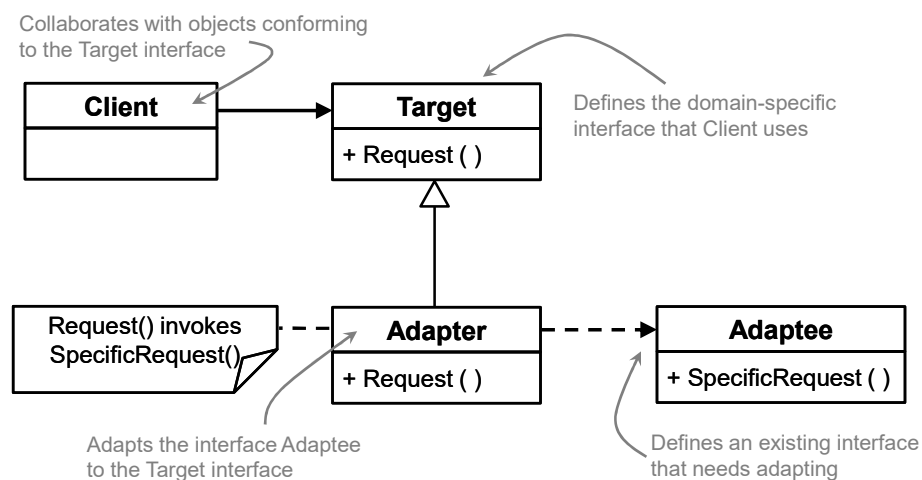 Collaborates with objects conforming
to the Target interface
Client
Target
+ Request ( )
Defines the domain-specific
interface that Client uses
Request() invokes
SpecificRequest()
Adapter
+ Request ( )
Adaptee
+ SpecificRequest ( )
Adapts the interface Adaptee
to the Target interface
Defines an existing interface
that needs adapting